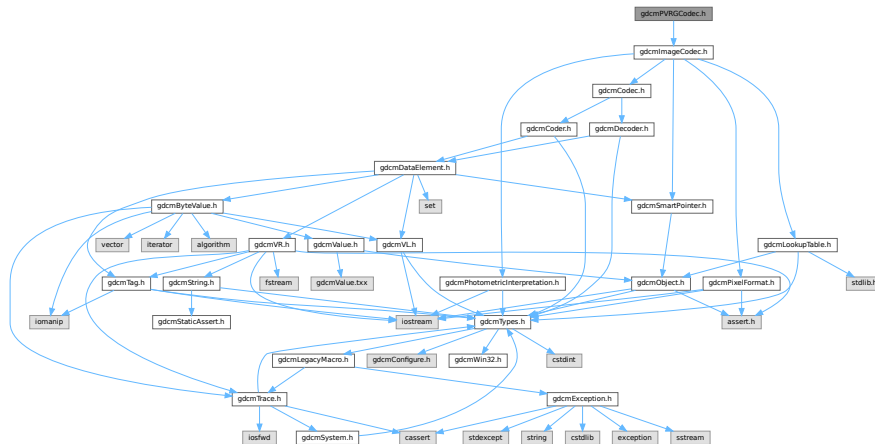 gdcmPVRGCodec.h
gdcmImageCodec.h
gdcmCodec.h
gdcmCoder.h
gdcmDecoder.h
gdcmDataElement.h
gdcmByteValue.h
set
gdcmSmartPointer.h
vector
iterator
algorithm
gdcmVR.h
gdcmValue.h
gdcmVL.h
gdcmLookupTable.h
gdcmTag.h
gdcmString.h
fstream
gdcmValue.txx
gdcmPhotometricInterpretation.h
gdcmObject.h
gdcmPixelFormat.h
stdlib.h
iomanip
gdcmStaticAssert.h
iostream
gdcmTypes.h
assert.h
gdcmLegacyMacro.h
gdcmConfigure.h
gdcmWin32.h
cstdint
gdcmTrace.h
gdcmException.h
iosfwd
gdcmSystem.h
cassert
stdexcept
string
cstdlib
exception
sstream